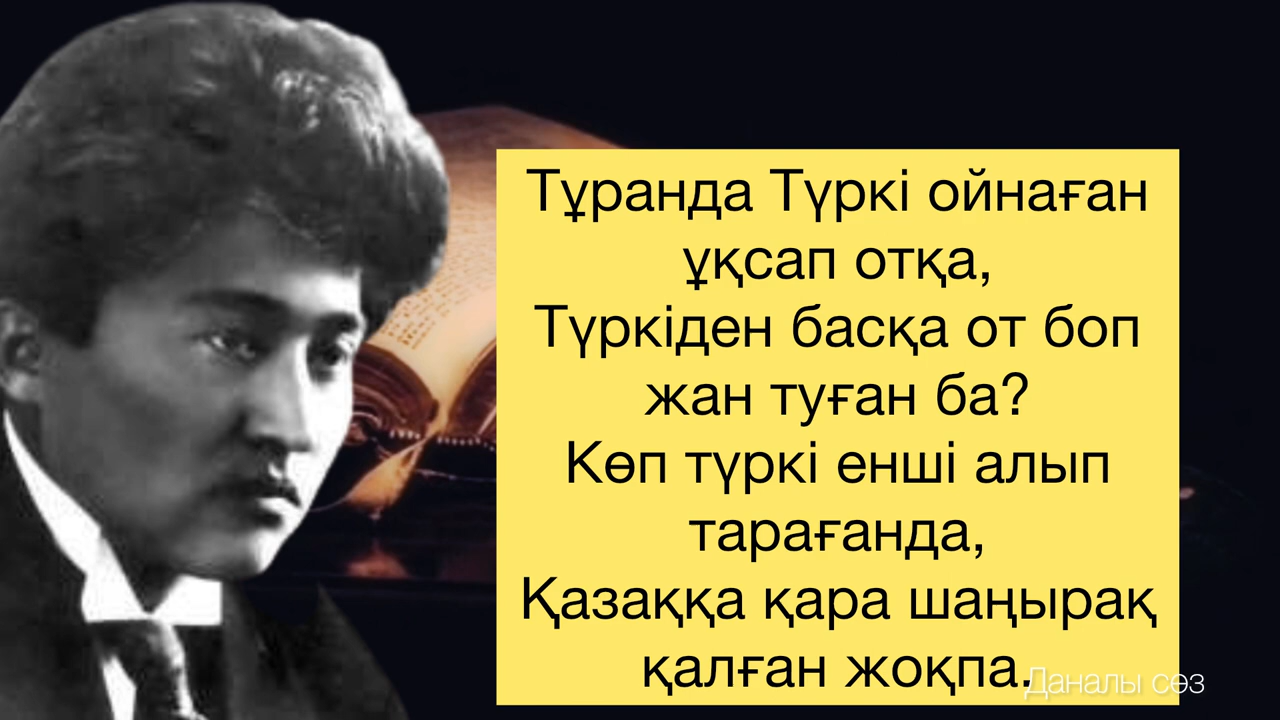 Тұранда Түркі ойнаған
ұқсап отқа,
Түркіден басқа от боп
жан туған ба?
Көп түркі енші алып
тарағанда,
Қазаққа қара шаңырақ
қалған жоқпа.
Даналы сөз